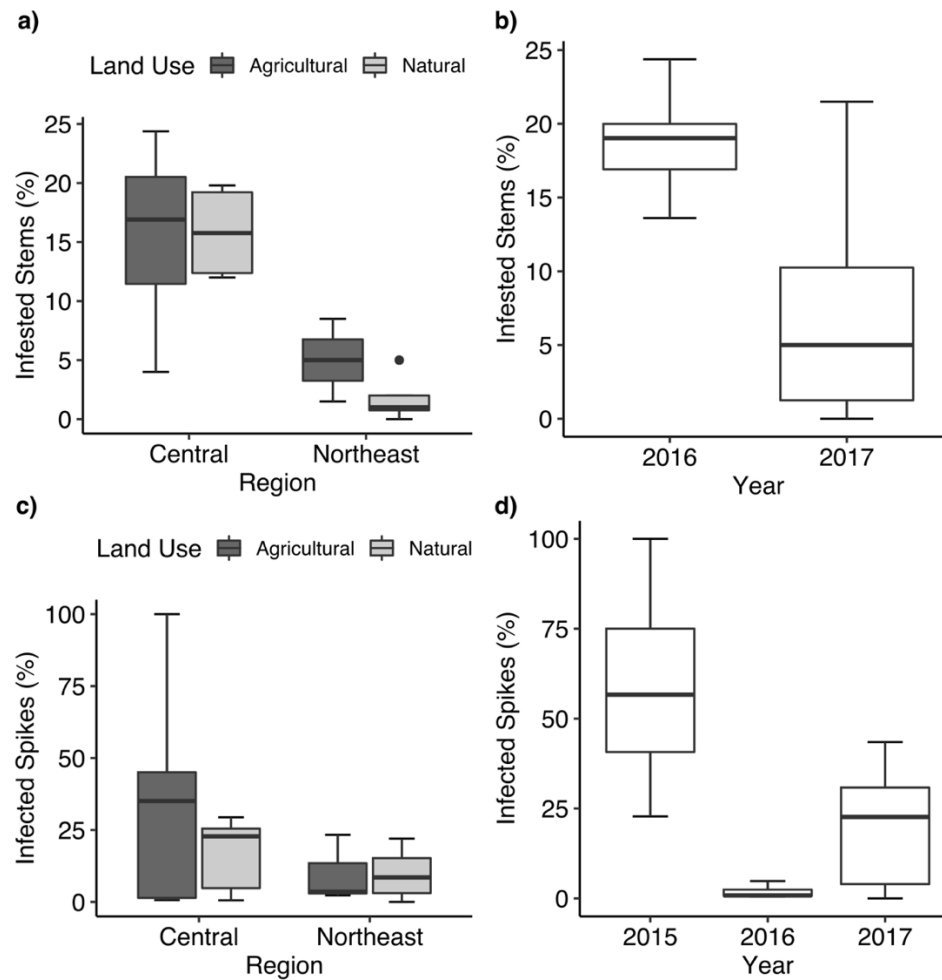 a)
Land Use Agricultural Natural
Infested Stems (%)
25
20
15
10
5
0
Central Northeast
Region
b)
Infested Stems (%)
25
20
15
10
5
0
2016 2017
Year
c)
Land Use Agricultural Natural
Infected Spikes (%)
100
75
50
25
0
Central Northeast
Region
d)
Infected Spikes (%)
100
75
50
25
0
2015 2016 2017
Year